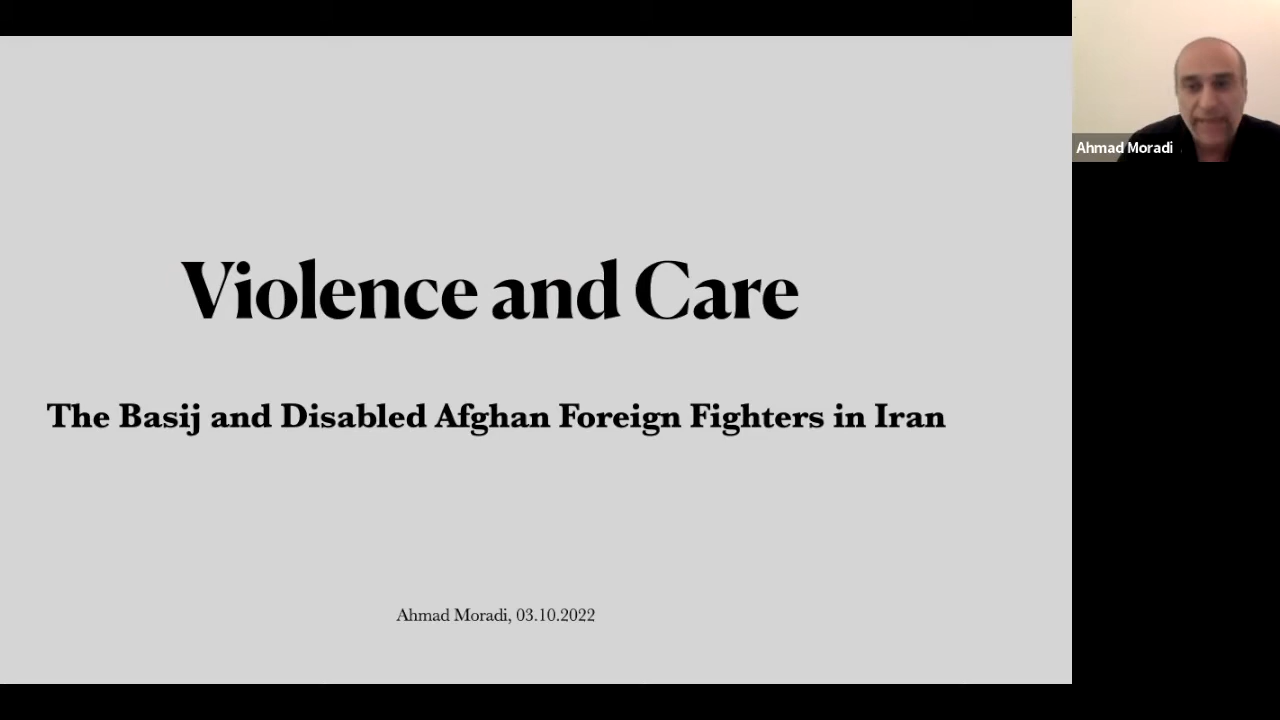 Violence and Care
The Basij and Disabled Afghan Foreign Fighters in Iran
Ahmad Moradi, 03.10.2022
Ahmad Moradi